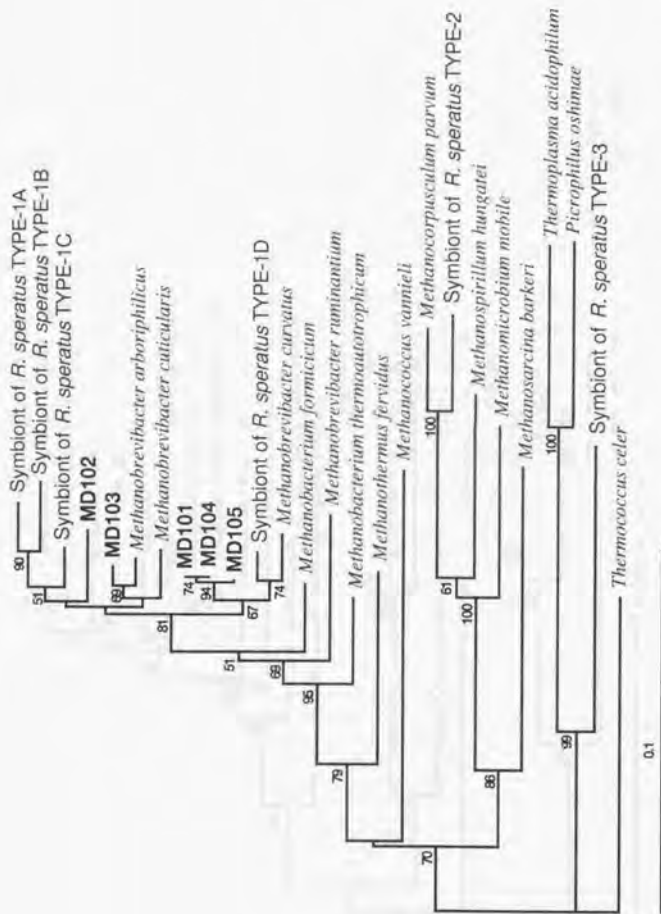 Symbiont of R. speratus TYPE-1A
Symbiont of R. speratus TYPE-1B
Symbiont of R. speratus TYPE-1C
MD102
MD103
Methanobrevibacter arboriphilicus
Methanobrevibacter cuticularis
MD101
MD104
MD105
Symbiont of R. speratus TYPE-1D
Methanobrevibacter curvatus
Methanobacterium formicicum
Methanobrevibacter ruminantium
Methanobacterium thermoautotrophicum
Methanothermus fervidus
Methanococcus vannieli
Methanocorpusculum parvum
Symbiont of R. speratus TYPE-2
Methanospirillum hungatei
Methanomicrobium mobile
Methanosarcina barkeri
Thermoplasma acidophilum
Picrophilus oshimae
Symbiont of R. speratus TYPE-3
Thermococcus celer
90
51
69
74
94
67
74
81
51
69
95
79
100
61
100
86
70
100
99
0.1